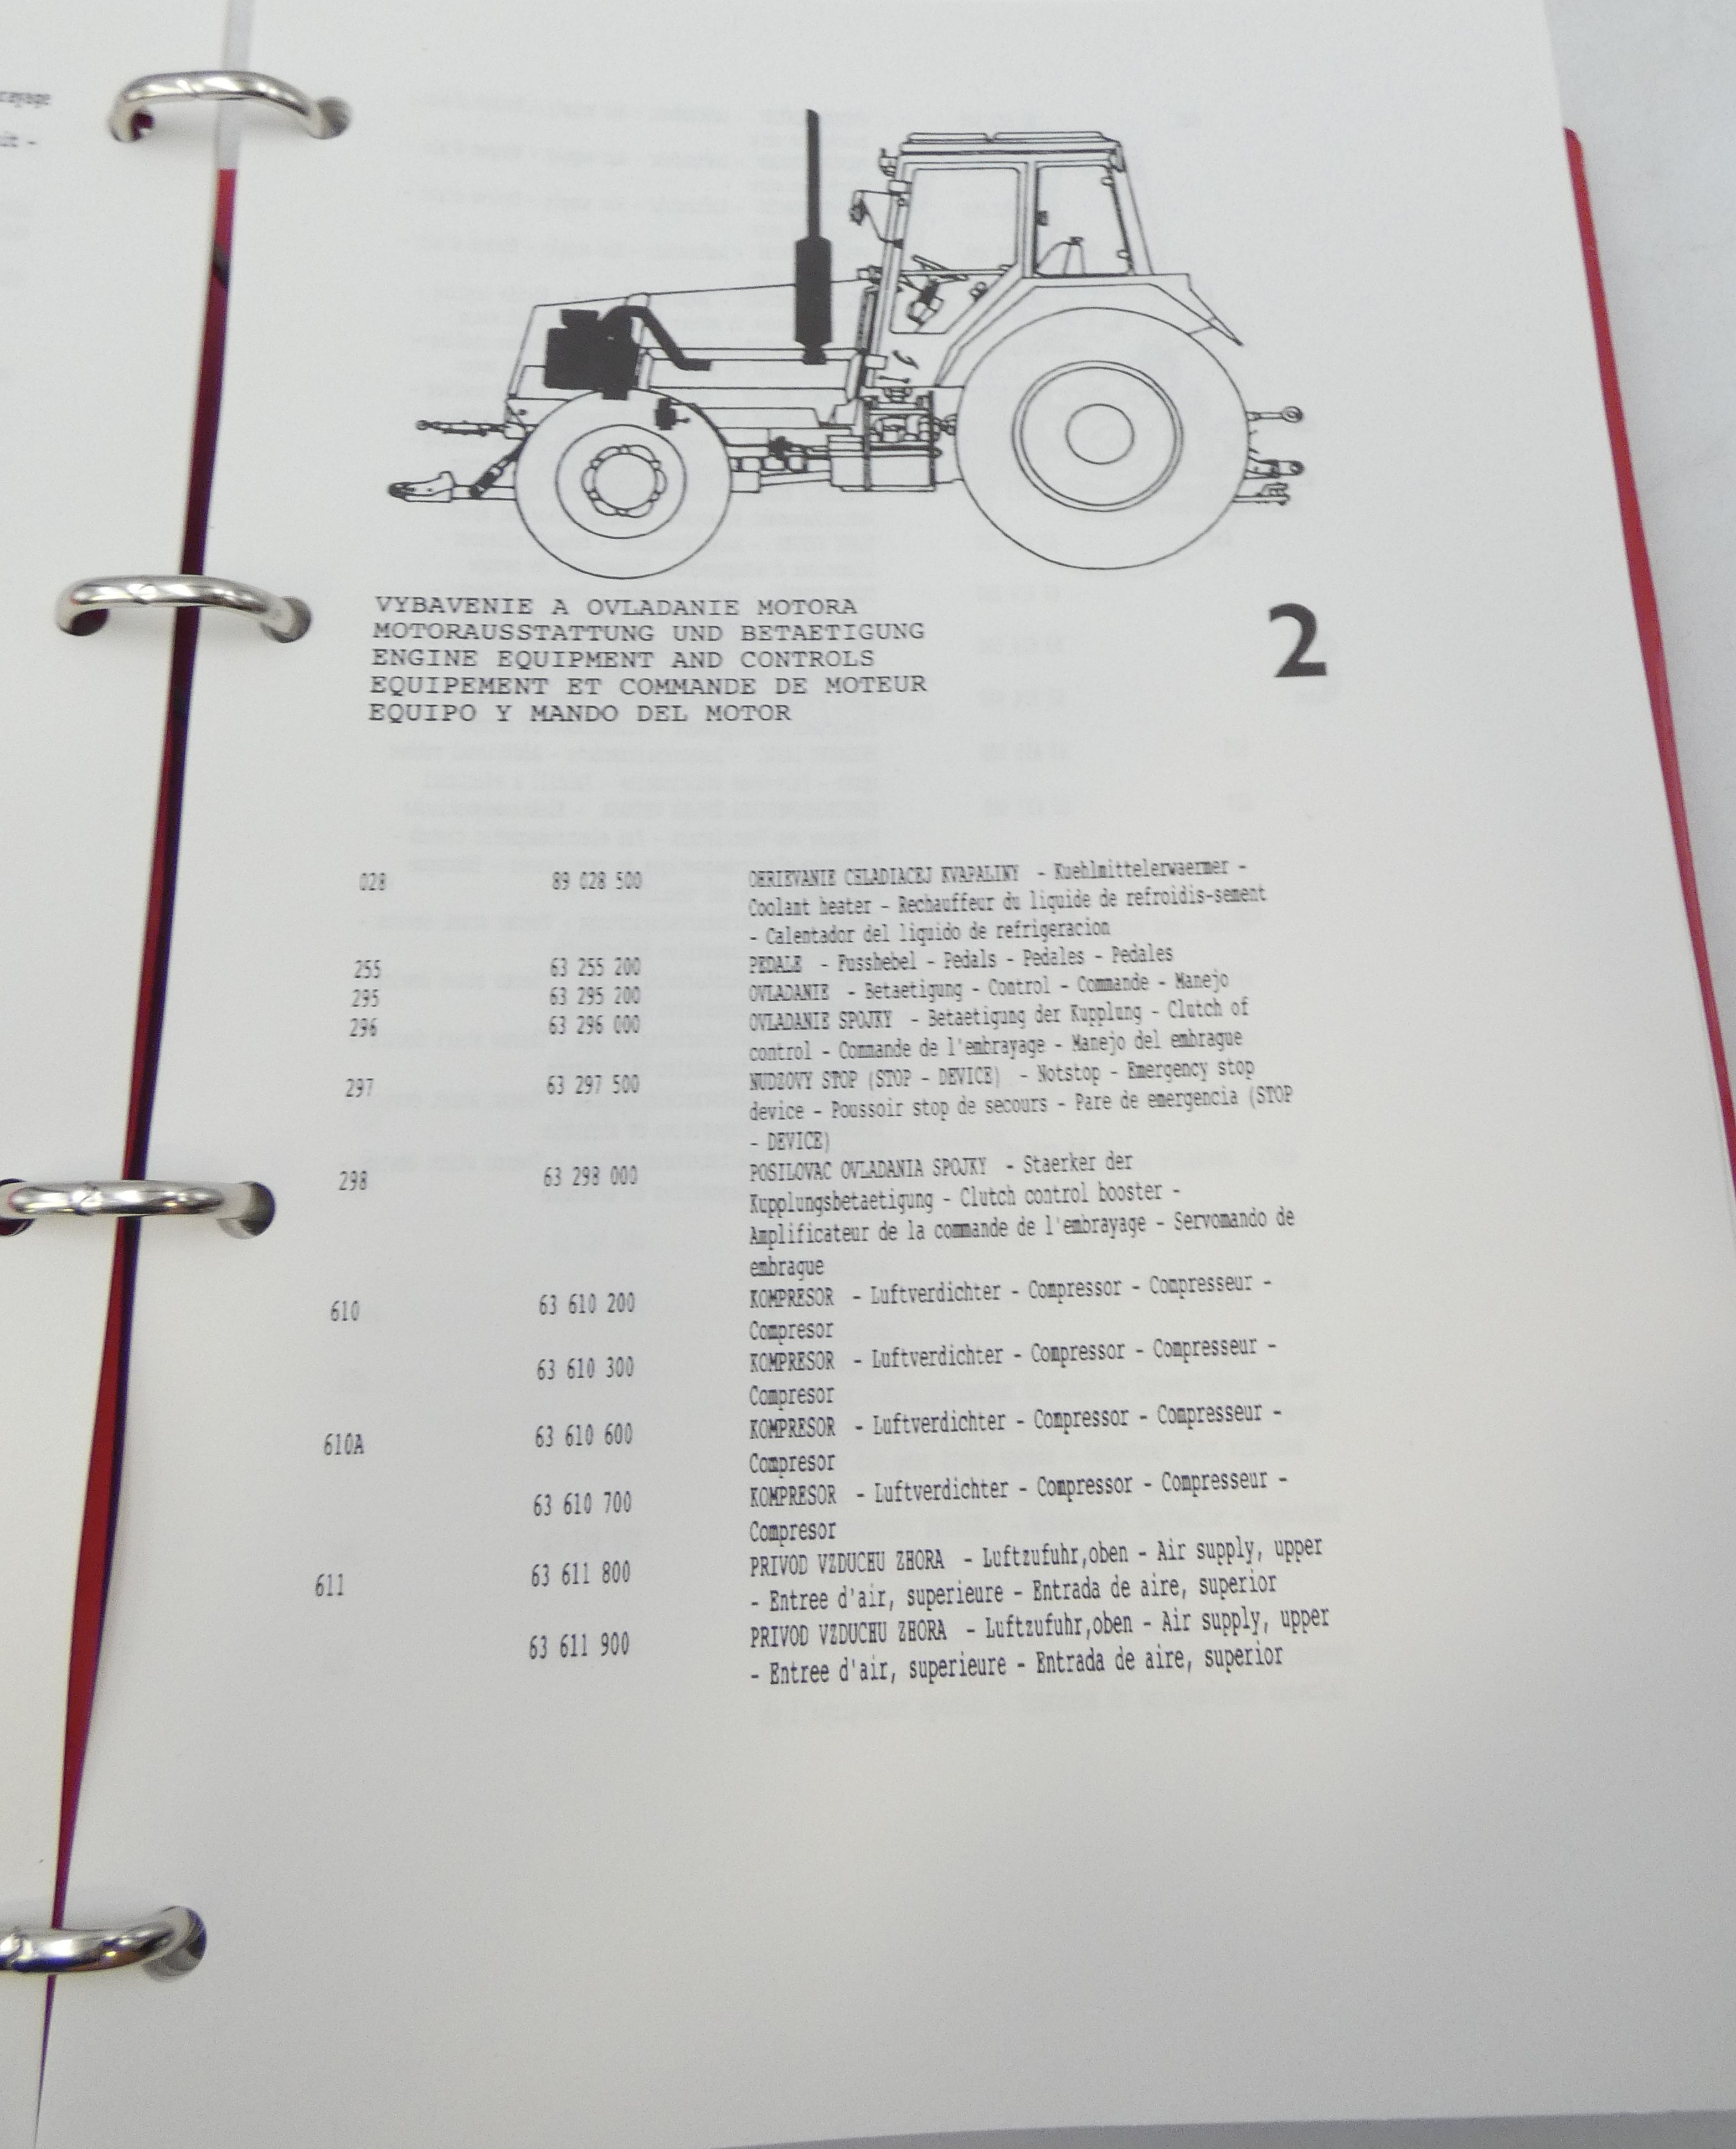 VYBAVENIE A OVLADANIE MOTORA
MOTORAUSSTATTUNG UND BETAETIGUNG
ENGINE EQUIPMENT AND CONTROLS
EQUIPEMENT ET COMMANDE DE MOTEUR
EQUIPO Y MANDO DEL MOTOR
2
028 89 028 500 OHRIEVANIE CHLADIACEJ KVAPALINY - Kuehlmittelerwaermer -
Coolant heater - Rechauffeur du liquide de refroidis-sement
- Calentador del liquido de refrigeracion
255 63 255 200 PEDALE - Fusshebel - Pedals - Pedales - Pedales
295 63 295 200 OVLADANIE - Betaetigung - Control - Commande - Manejo
296 63 296 000 OVLADANIE SPOJKY - Betaetigung der Kupplung - Clutch of
control - Commande de l'embrayage - Manejo del embrague
297 63 297 500 NUDZOVY STOP (STOP - DEVICE) - Notstop - Emergency stop
device - Poussoir stop de secours - Pare de emergencia (STOP
- DEVICE)
298 63 298 000 POSILOVAC OVLADANIA SPOJKY - Staerker der
Kupplungsbetaetigung - Clutch control booster -
Amplificateur de la commande de l'embrayage - Servomando de
embrague
610 63 610 200 KOMPRESOR - Luftverdichter - Compressor - Compresseur -
Compresor
63 610 300 KOMPRESOR - Luftverdichter - Compressor - Compresseur -
Compresor
610A 63 610 600 KOMPRESOR - Luftverdichter - Compressor - Compresseur -
Compresor
63 610 700 KOMPRESOR - Luftverdichter - Compressor - Compresseur -
Compresor
611 63 611 800 PRIVOD VZDUCHU ZHORA - Luftzufuhr,oben - Air supply, upper
- Entree d'air, superieure - Entrada de aire, superior
63 611 900 PRIVOD VZDUCHU ZHORA - Luftzufuhr,oben - Air supply, upper
- Entree d'air, superieure - Entrada de aire, superior